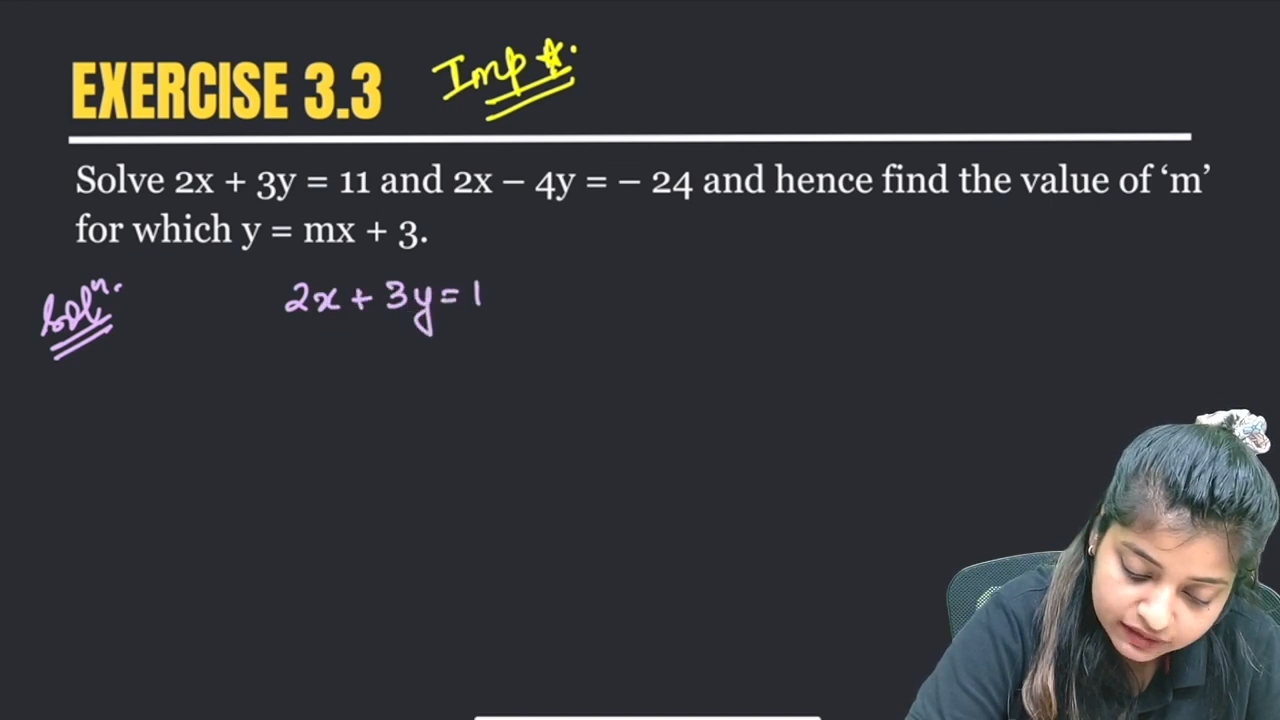 EXERCISE 3.3 Imp
Solve 2x + 3y = 11 and 2x – 4y = – 24 and hence find the value of ‘m’
for which y = mx + 3.
Solⁿ. 2x + 3y = 1